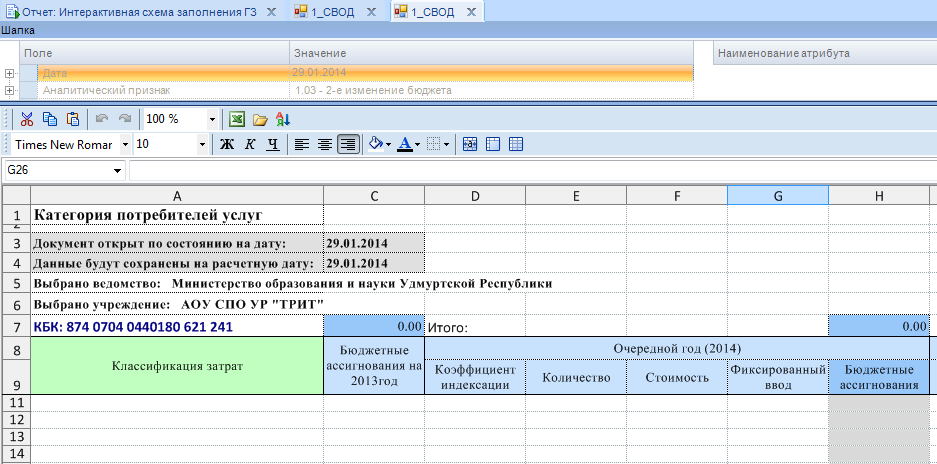 Отчет: Интерактивная схема заполнения ГЗ 1_СВОД 1_СВОД
Шапка
Поле Значение Наименование атрибута
Дата 29.01.2014
Аналитический признак 1.03 - 2-е изменение бюджета
100 %
Times New Romar 10 Ж К Ч
G26
A C D E F G H
1 Категория потребителей услуг
2
3 Документ открыт по состоянию на дату: 29.01.2014
4 Данные будут сохранены на расчетную дату: 29.01.2014
5 Выбрано ведомство: Министерство образования и науки Удмуртской Республики
6 Выбрано учреждение: АОУ СПО УР "ТРИТ"
7 КБК: 874 0704 0440180 621 241 0.00 Итого: 0.00
8 Классификация затрат Бюджетные ассигнования на 2013год Очередной год (2014)
9 Коэффициент индексации Количество Стоимость Фиксированный ввод Бюджетные ассигнования
11
12
13
14